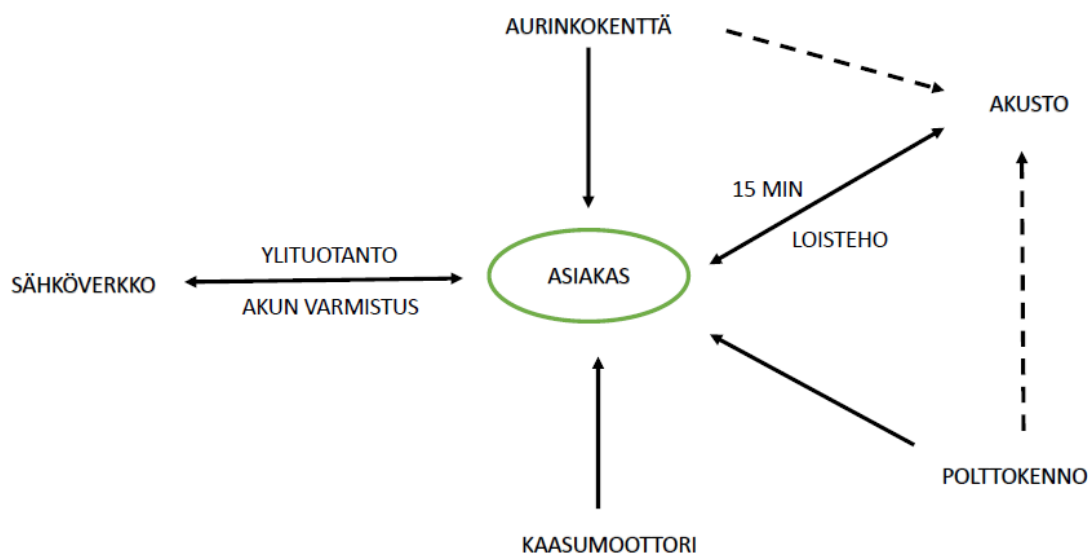 AURINKOKENTTÄ
AKUSTO
15 MIN
LOISTEHO
YLITUOTANTO
SÄHKÖVERKKO
AKUN VARMISTUS
ASIAKAS
POLTTOKENNO
KAASUMOOTTORI